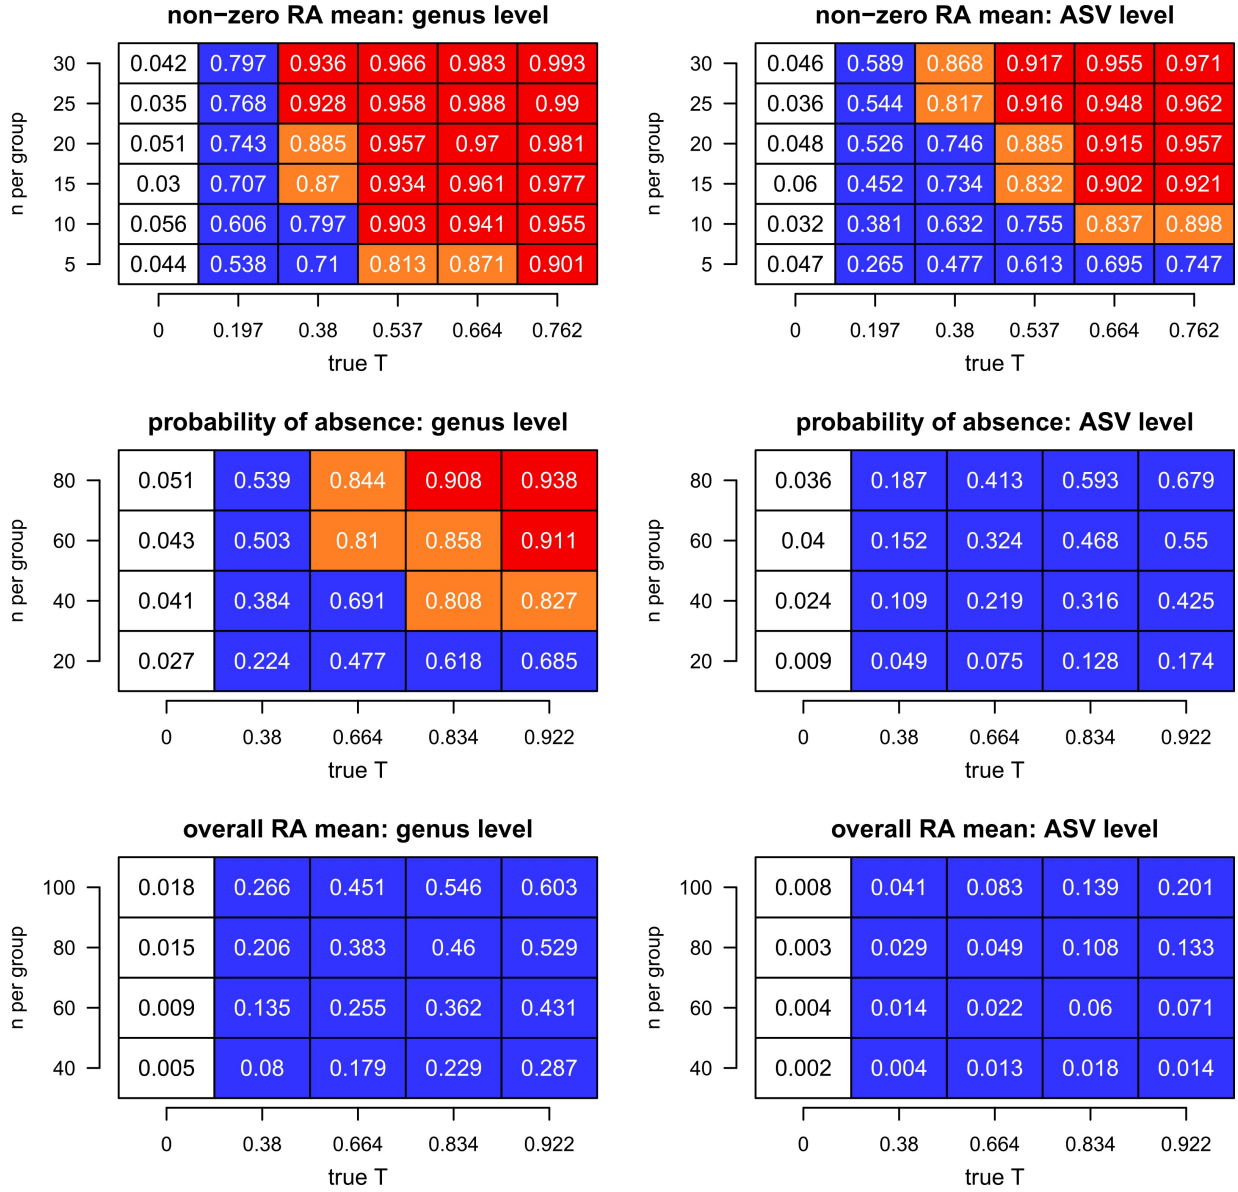 non−zero RA mean: genus level
n per group
30 0.042 0.797 0.936 0.966 0.983 0.993
25 0.035 0.768 0.928 0.958 0.988 0.99
20 0.051 0.743 0.885 0.957 0.97 0.981
15 0.03 0.707 0.87 0.934 0.961 0.977
10 0.056 0.606 0.797 0.903 0.941 0.955
5 0.044 0.538 0.71 0.813 0.871 0.901
0 0.197 0.38 0.537 0.664 0.762
true T
non−zero RA mean: ASV level
n per group
30 0.046 0.589 0.868 0.917 0.955 0.971
25 0.036 0.544 0.817 0.916 0.948 0.962
20 0.048 0.526 0.746 0.885 0.915 0.957
15 0.06 0.452 0.734 0.832 0.902 0.921
10 0.032 0.381 0.632 0.755 0.837 0.898
5 0.047 0.265 0.477 0.613 0.695 0.747
0 0.197 0.38 0.537 0.664 0.762
true T
probability of absence: genus level
n per group
80 0.051 0.539 0.844 0.908 0.938
60 0.043 0.503 0.81 0.858 0.911
40 0.041 0.384 0.691 0.808 0.827
20 0.027 0.224 0.477 0.618 0.685
0 0.38 0.664 0.834 0.922
true T
probability of absence: ASV level
n per group
80 0.036 0.187 0.413 0.593 0.679
60 0.04 0.152 0.324 0.468 0.55
40 0.024 0.109 0.219 0.316 0.425
20 0.009 0.049 0.075 0.128 0.174
0 0.38 0.664 0.834 0.922
true T
overall RA mean: genus level
n per group
100 0.018 0.266 0.451 0.546 0.603
80 0.015 0.206 0.383 0.46 0.529
60 0.009 0.135 0.255 0.362 0.431
40 0.005 0.08 0.179 0.229 0.287
0 0.38 0.664 0.834 0.922
true T
overall RA mean: ASV level
n per group
100 0.008 0.041 0.083 0.139 0.201
80 0.003 0.029 0.049 0.108 0.133
60 0.004 0.014 0.022 0.06 0.071
40 0.002 0.004 0.013 0.018 0.014
0 0.38 0.664 0.834 0.922
true T